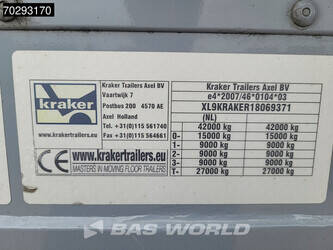 70293170
kraker
Kraker Trailers Axel BV
Vaartwijk 7
Postbus 200 4570 AE
Axel Holland
Tel. +31(0)115 561740
Fax +31(0)115 564461
www.krakertrailers.eu
MASTERS IN MOVING FLOOR TRAILERS
Kraker Trailers Axel BV
e4*2007/46*0104*03
XL9KRAKER18069371
(NL)
42000 kg 42000 kg
0- 15000 kg 15000 kg
1- 9000 kg 9000 kg
2- 9000 kg 9000 kg
3- 9000 kg 9000 kg
T- 27000 kg 27000 kg
BAS WORLD